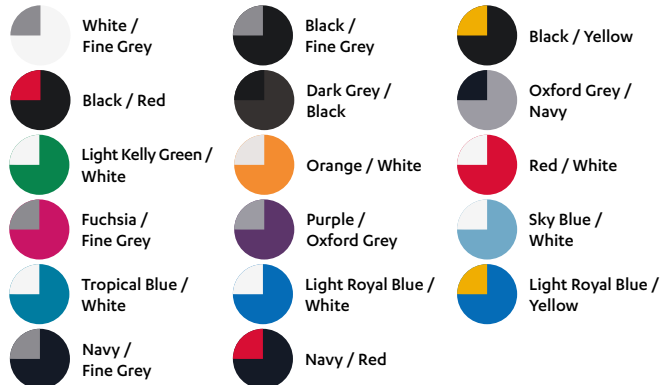 White /
Fine Grey
Black /
Fine Grey
Black / Yellow
Black / Red
Dark Grey /
Black
Oxford Grey /
Navy
Light Kelly Green /
White
Orange / White
Red / White
Fuchsia /
Fine Grey
Purple /
Oxford Grey
Sky Blue /
White
Tropical Blue /
White
Light Royal Blue /
White
Light Royal Blue /
Yellow
Navy /
Fine Grey
Navy / Red